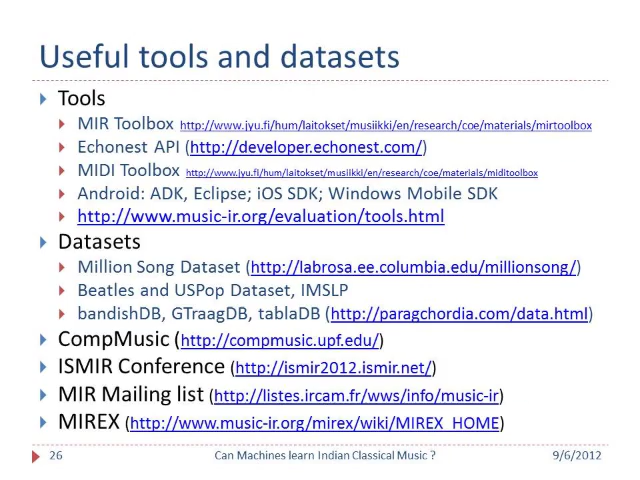 Useful tools and datasets
Tools
MIR Toolbox http://www.jyu.fi/hum/laitokset/musiikki/en/research/coe/materials/mirtoolbox
Echonest API (http://developer.echonest.com/)
MIDI Toolbox http://www.jyu.fi/hum/laitokset/musiikki/en/research/coe/materials/miditoolbox
Android: ADK, Eclipse; iOS SDK; Windows Mobile SDK
http://www.music-ir.org/evaluation/tools.html
Datasets
Million Song Dataset (http://labrosa.ee.columbia.edu/millionsong/)
Beatles and USPop Dataset, IMSLP
bandishDB, GTraagDB, tablaDB (http://paragchordia.com/data.html)
CompMusic (http://compmusic.upf.edu/)
ISMIR Conference (http://ismir2012.ismir.net/)
MIR Mailing list (http://listes.ircam.fr/wws/info/music-ir)
MIREX (http://www.music-ir.org/mirex/wiki/MIREX_HOME)
26 Can Machines learn Indian Classical Music ? 9/6/2012